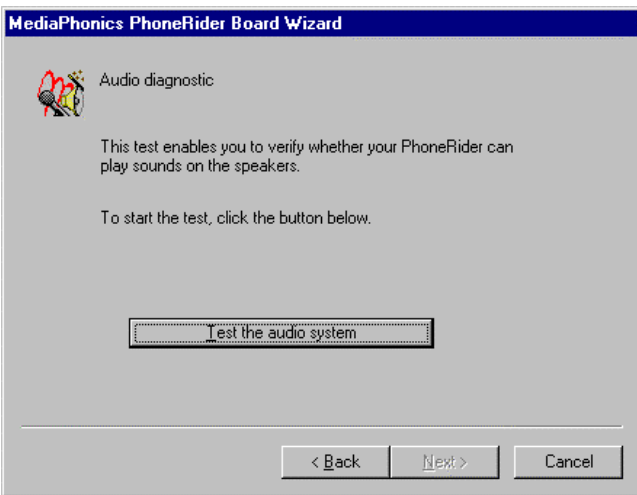 MediaPhonics PhoneRider Board Wizard
Audio diagnostic
This test enables you to verify whether your PhoneRider can
play sounds on the speakers.
To start the test, click the button below.
Test the audio system
< Back
Next >
Cancel